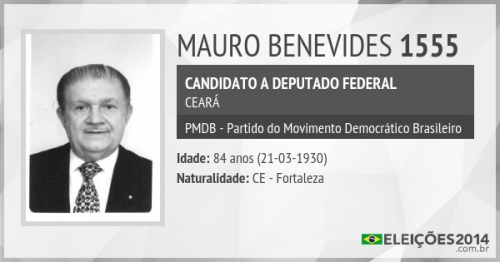 MAURO BENEVIDES 1555
CANDIDATO A DEPUTADO FEDERAL
CEARÁ
PMDB - Partido do Movimento Democrático Brasileiro
Idade: 84 anos (21-03-1930)
Naturalidade: CE - Fortaleza
ELEIÇÕES2014
.com.br